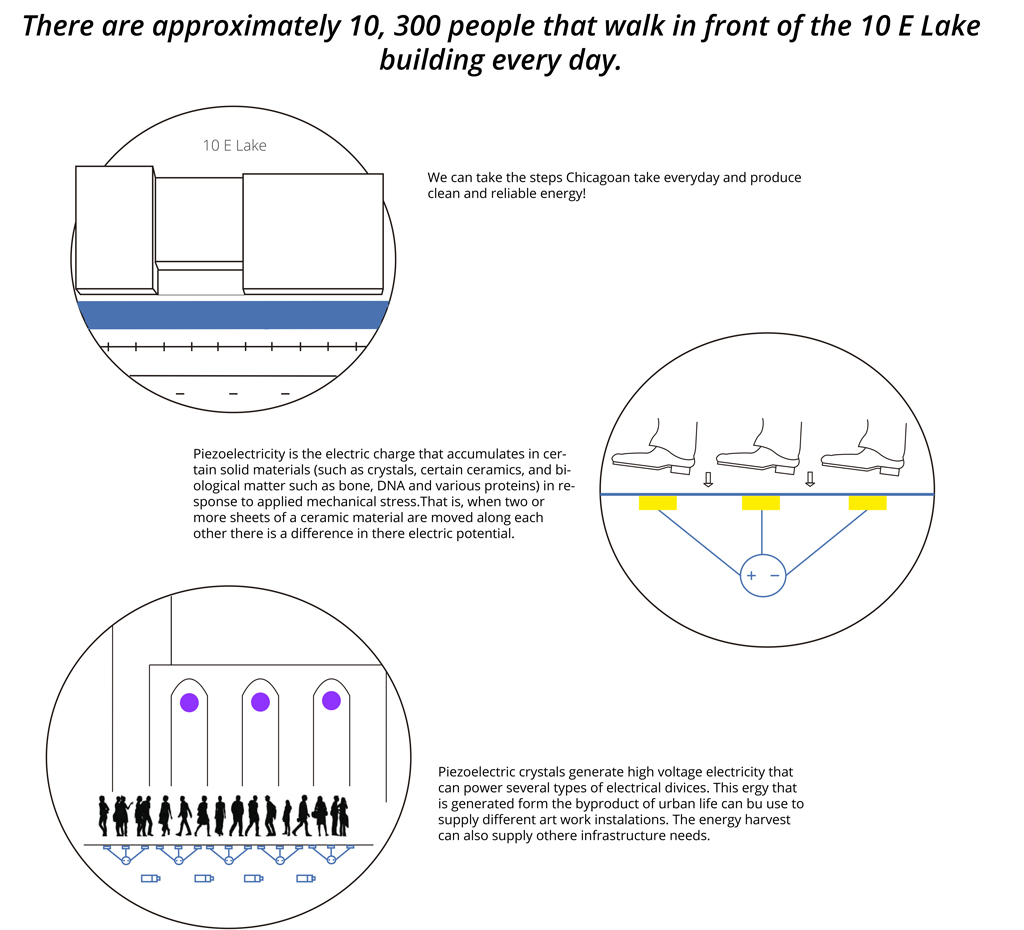 There are approximately 10, 300 people that walk in front of the 10 E Lake
building every day.
10 E Lake
We can take the steps Chicagoan take everyday and produce
clean and reliable energy!
Piezoelectricity is the electric charge that accumulates in cer-
tain solid materials (such as crystals, certain ceramics, and bi-
ological matter such as bone, DNA and various proteins) in re-
sponse to applied mechanical stress.That is, when two or
more sheets of a ceramic material are moved along each
other there is a difference in there electric potential.
+ −
Piezoelectric crystals generate high voltage electricity that
can power several types of electrical divices. This ergy that
is generated form the byproduct of urban life can bu use to
supply different art work instalations. The energy harvest
can also supply othere infrastructure needs.